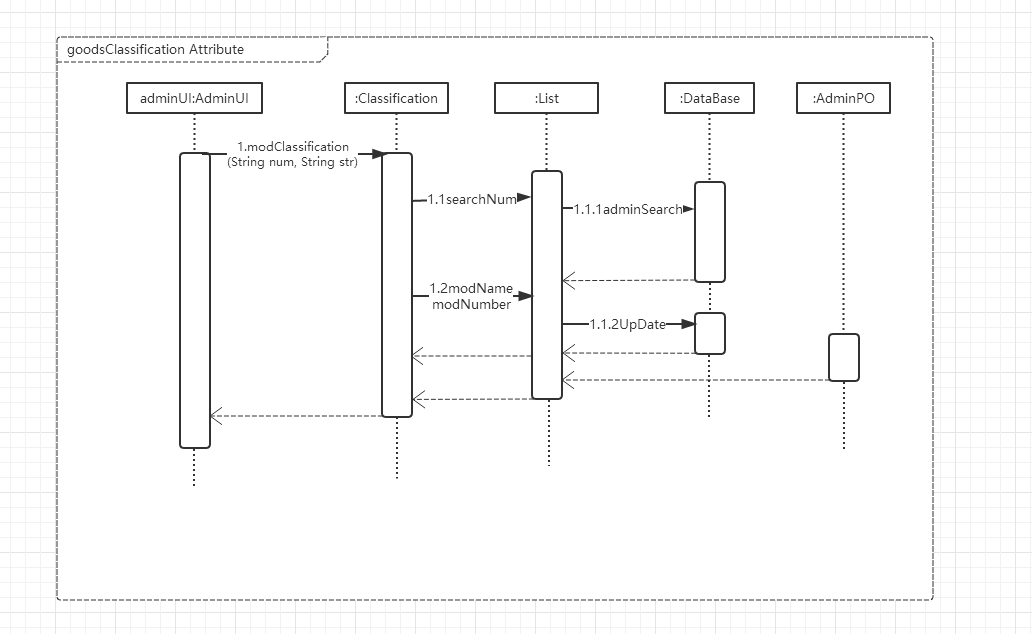 goodsClassification Attribute
adminUI:AdminUI
:Classification
:List
:DataBase
:AdminPO
1.modClassification
(String num, String str)
1.1searchNum
1.1.1adminSearch
1.2modName
modNumber
1.1.2UpDate